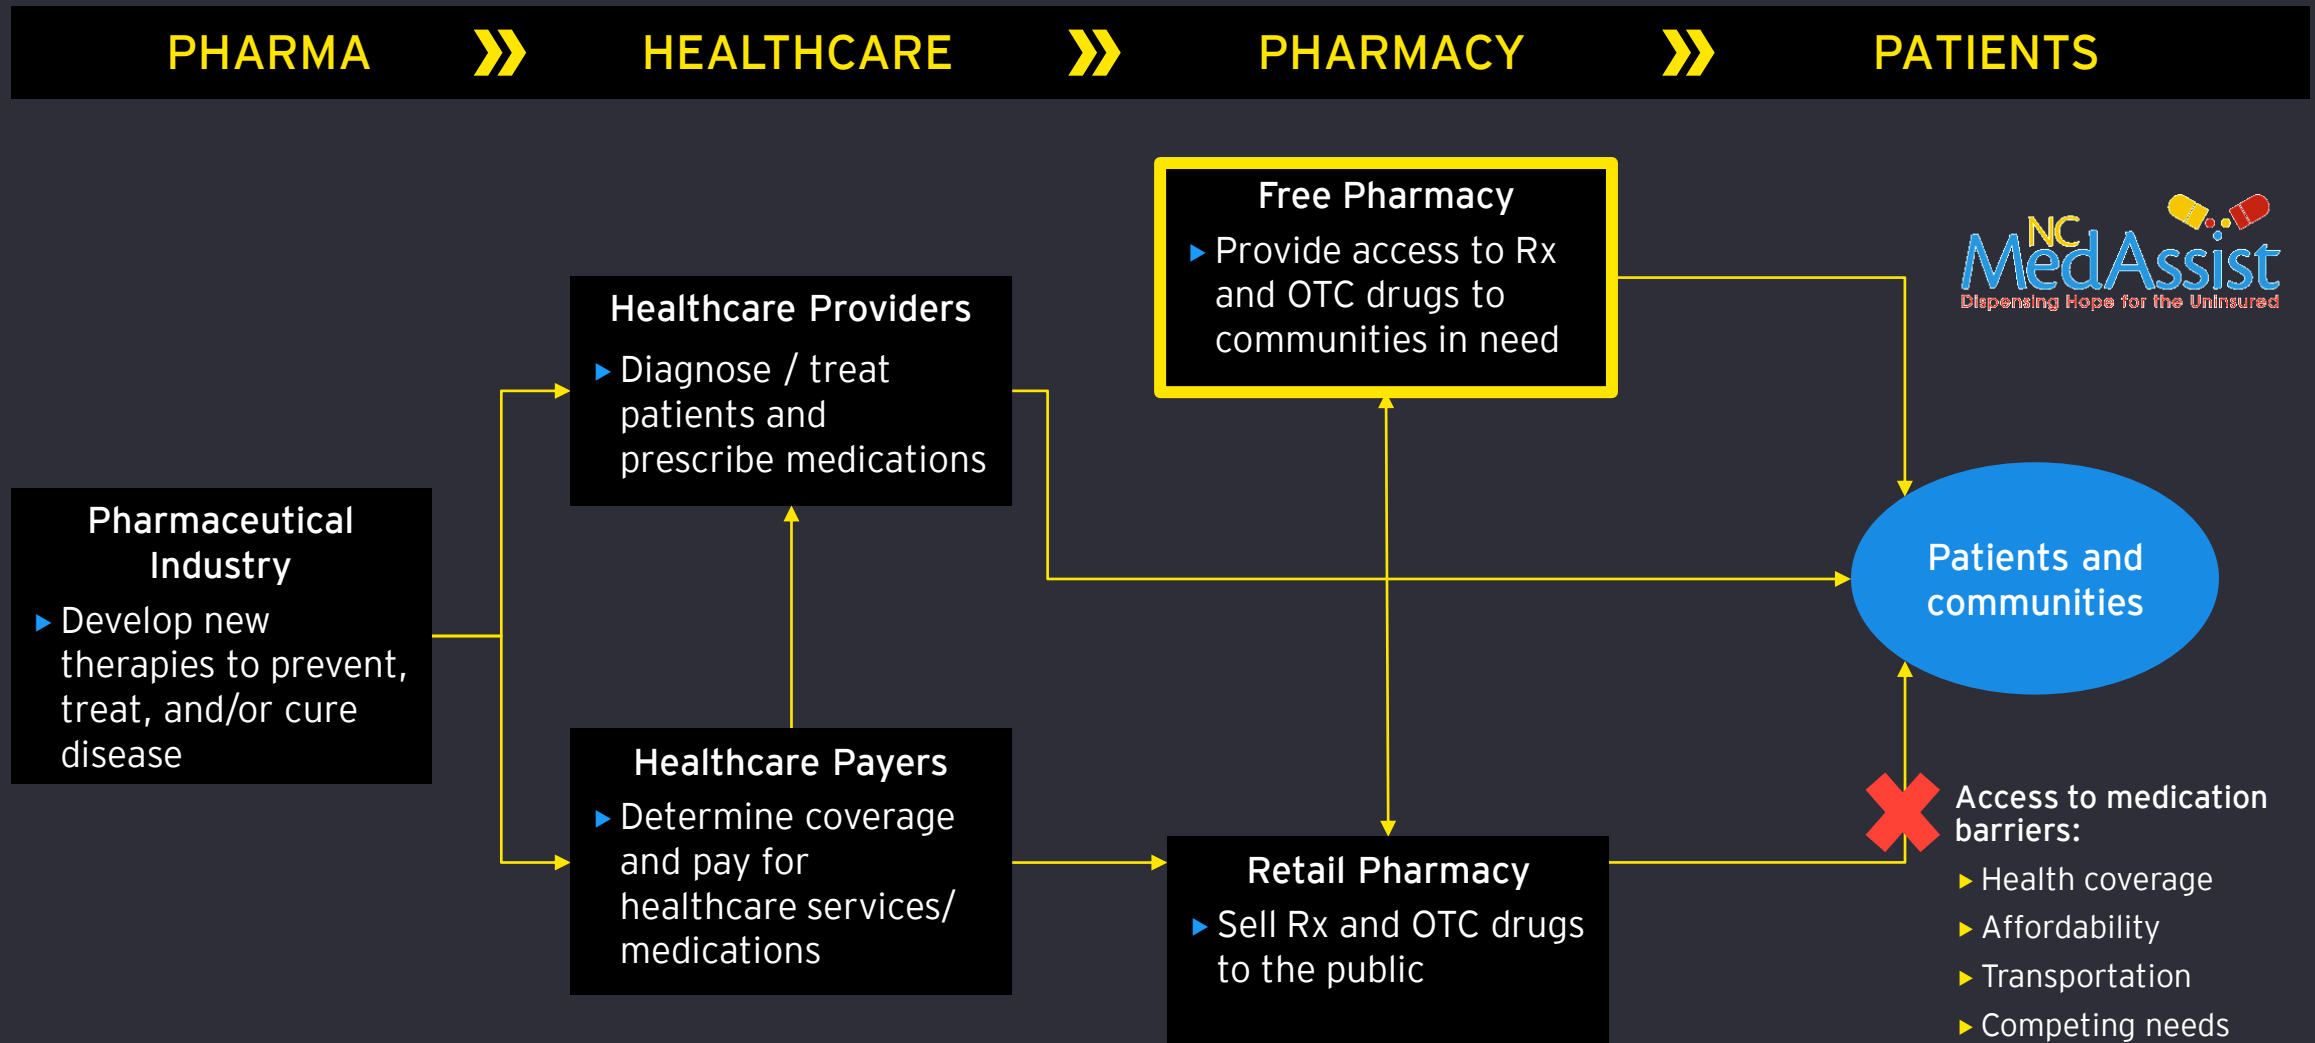 PHARMA
HEALTHCARE
PHARMACY
PATIENTS
Pharmaceutical
Industry
Develop new
therapies to prevent,
treat, and/or cure
disease
Healthcare Providers
Diagnose / treat
patients and
prescribe medications
Healthcare Payers
Determine coverage
and pay for
healthcare services/
medications
Free Pharmacy
Provide access to Rx
and OTC drugs to
communities in need
Retail Pharmacy
Sell Rx and OTC drugs
to the public
NC
MedAssist
Dispensing Hope for the Uninsured
Patients and
communities
Access to medication
barriers:
Health coverage
Affordability
Transportation
Competing needs